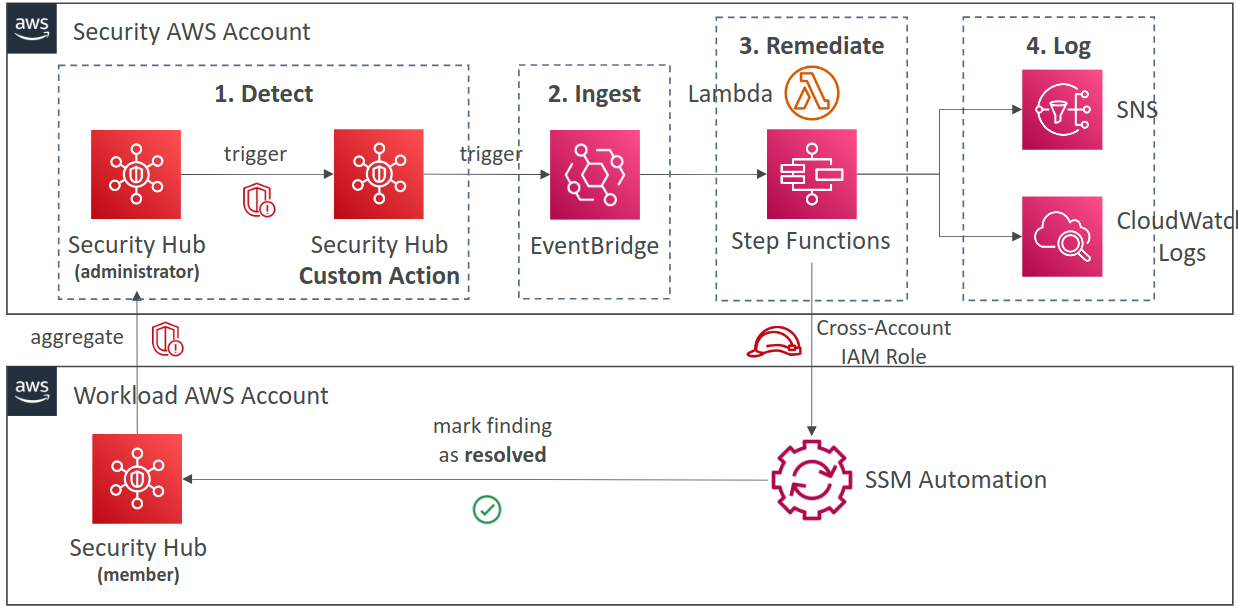 aws
Security AWS Account
1. Detect
2. Ingest
3. Remediate
4. Log
Lambda
SNS
trigger
trigger
Security Hub
(administrator)
Security Hub
Custom Action
EventBridge
Step Functions
CloudWatch
Logs
aggregate
Cross-Account
IAM Role
aws
Workload AWS Account
mark finding
as resolved
SSM Automation
Security Hub
(member)